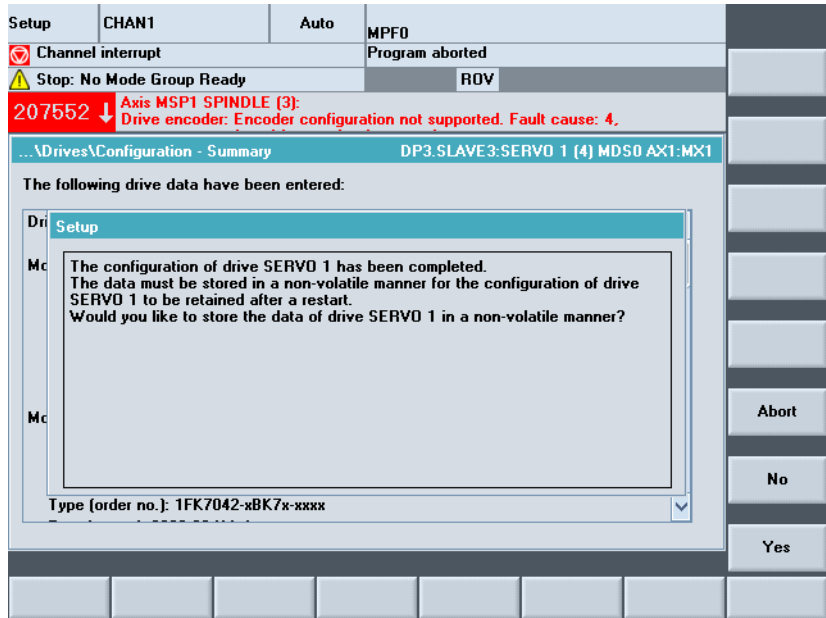 Setup
CHAN1
Auto
MPF0
Channel interrupt
Program aborted
Stop: No Mode Group Ready
ROV
207552
Axis MSP1 SPINDLE (3):
Drive encoder: Encoder configuration not supported. Fault cause: 4,
...\Drives\Configuration - Summary
DP3.SLAVE3:SERVO 1 (4) MDS0 AX1:MX1
The following drive data have been entered:
Dri
Setup
Mc
The configuration of drive SERVO 1 has been completed.
The data must be stored in a non-volatile manner for the configuration of drive
SERVO 1 to be retained after a restart.
Would you like to store the data of drive SERVO 1 in a non-volatile manner?
Mc
Abort
No
Type (order no.): 1FK7042-xBK7x-xxxx
Yes